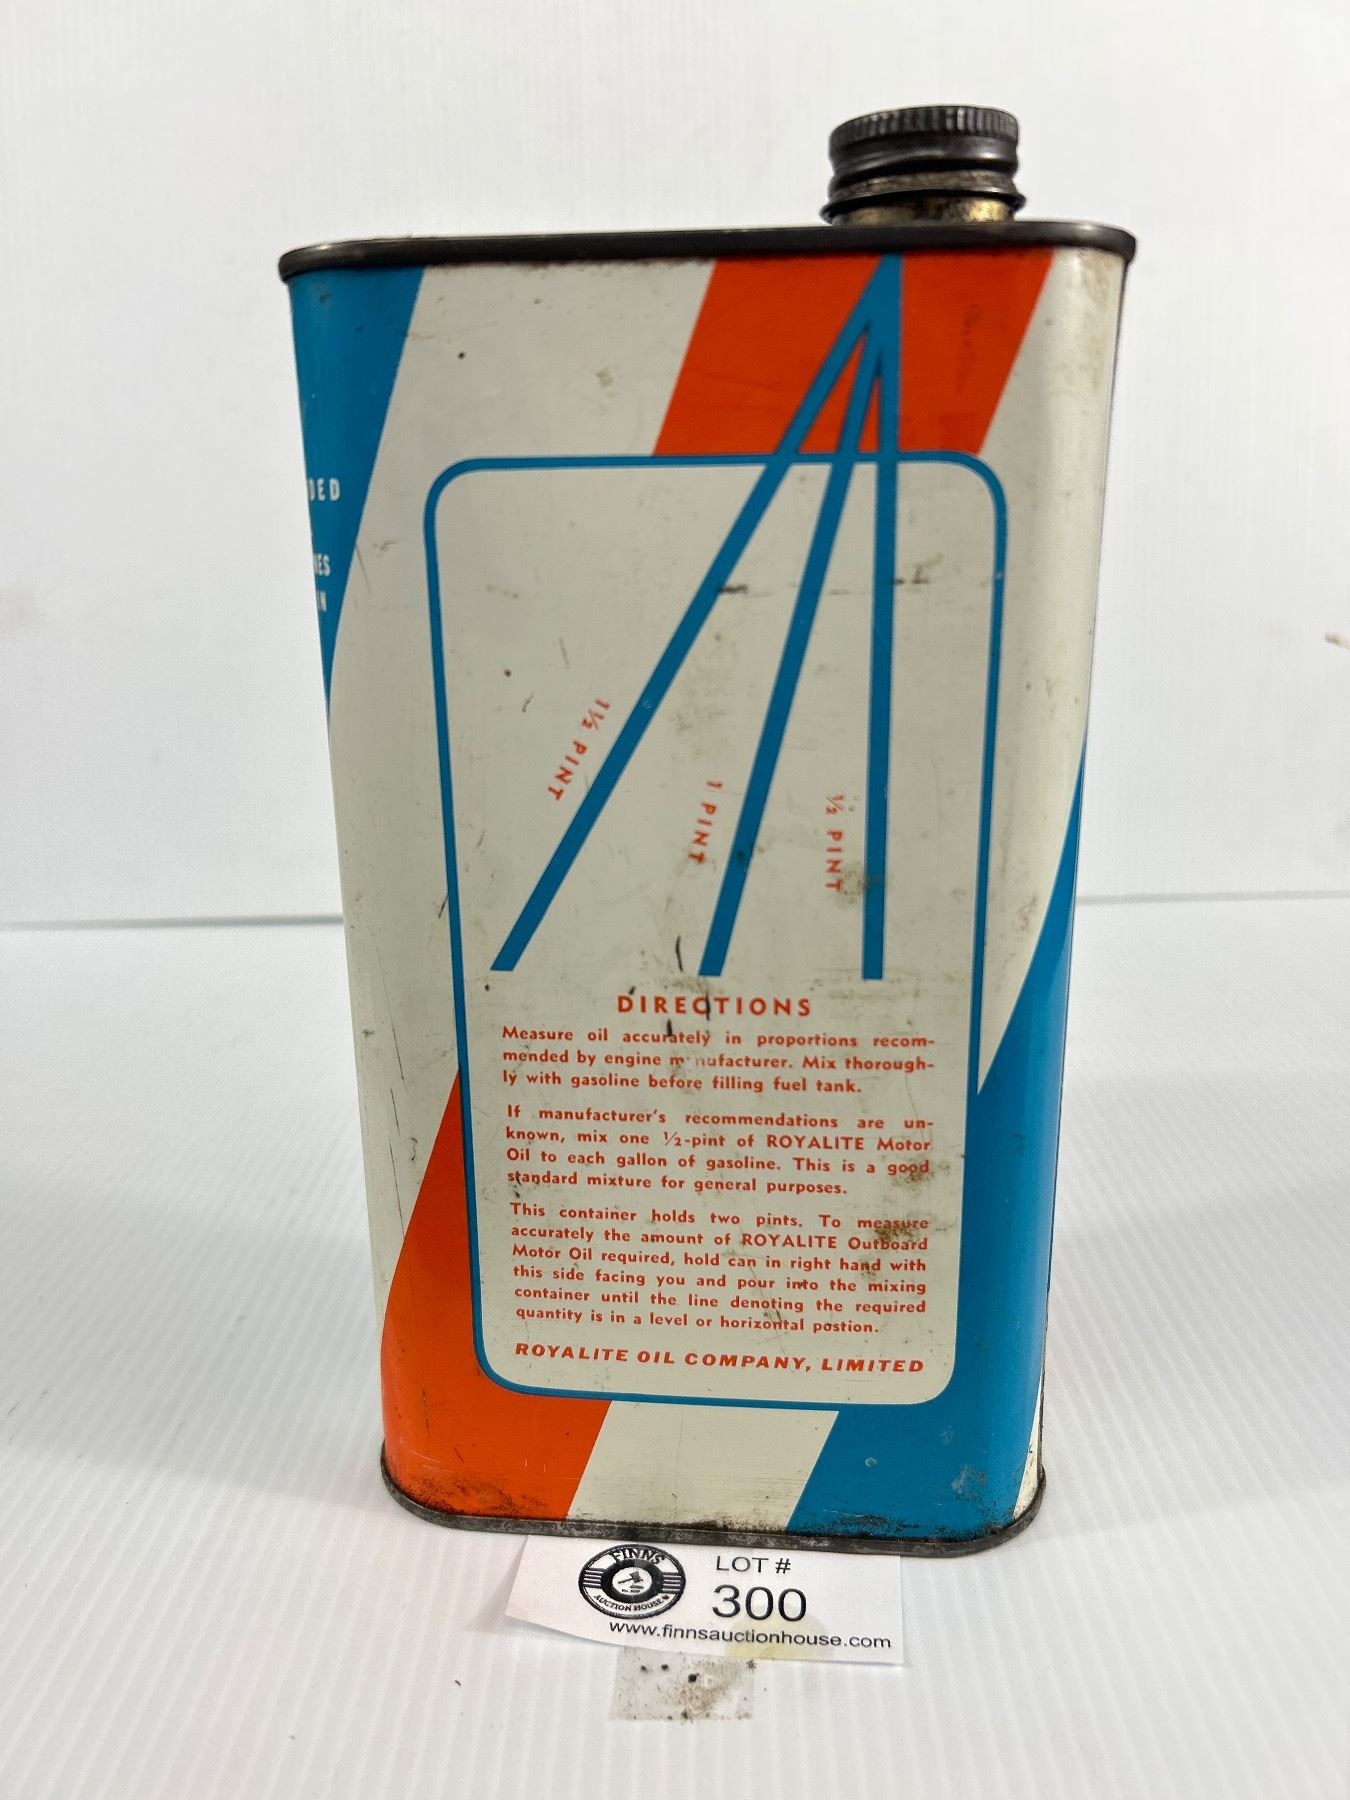 DED
1½ PINT
1 PINT
½ PINT
DIRECTIONS
Measure oil accurately in proportions recom-
mended by engine m nufacturer. Mix thorough-
ly with gasoline before filling fuel tank.
If manufacturer's recommendations are un-
known, mix one ½-pint of ROYALITE Motor
Oil to each gallon of gasoline. This is a good
standard mixture for general purposes.
This container holds two pints. To measure
accurately the amount of ROYALITE Outboard
Motor Oil required, hold can in right hand with
this side facing you and pour into the mixing
container until the line denoting the required
quantity is in a level or horizontal postion.
ROYALITE OIL COMPANY, LIMITED
FINNS
AUCTION HOUSE
LOT #
300
www.finnsauctionhouse.com